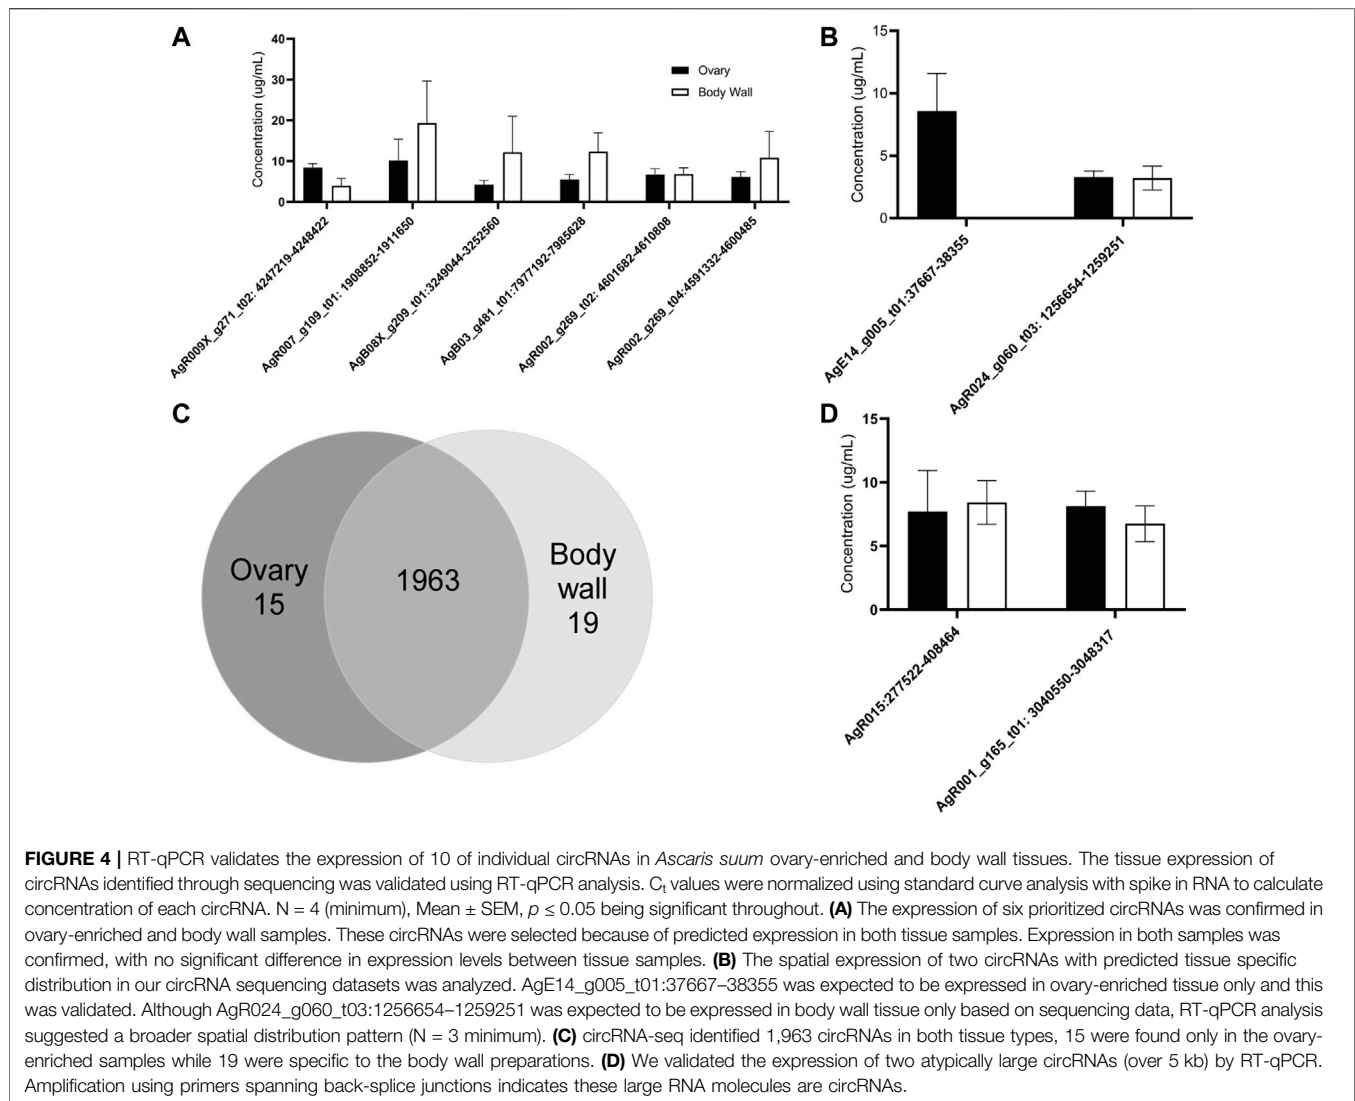 A
40
30
20
10
0
Concentration (ug/mL)
Ovary
Body Wall
AgR009X_g271_t02: 4247219-4248422
AgR007_g109_t01: 1908852-1911650
AgB08X_g209_t01:3249044-3252560
AgB03_g481_t01:7977192-7985628
AgR002_g269_t02: 4601682-4610808
AgR002_g269_t04:4591332-4600485
B
15
10
5
0
Concentration (ug/mL)
AgE14_g005_t01:37667-38355
AgR024_g060_t03: 1256654-1259251
C
Ovary
15
1963
Body
wall
19
D
15
10
5
0
Concentration (ug/mL)
AgR015:277522-408464
AgR001_g165_t01: 3040550-3048317
FIGURE 4 | RT-qPCR validates the expression of 10 of individual circRNAs in Ascaris suum ovary-enriched and body wall tissues. The tissue expression of
circRNAs identified through sequencing was validated using RT-qPCR analysis. Ct values were normalized using standard curve analysis with spike in RNA to calculate
concentration of each circRNA. N = 4 (minimum), Mean ± SEM, p ≤ 0.05 being significant throughout. (A) The expression of six prioritized circRNAs was confirmed in
ovary-enriched and body wall samples. These circRNAs were selected because of predicted expression in both tissue samples. Expression in both samples was
confirmed, with no significant difference in expression levels between tissue samples. (B) The spatial expression of two circRNAs with predicted tissue specific
distribution in our circRNA sequencing datasets was analyzed. AgE14_g005_t01:37667–38355 was expected to be expressed in ovary-enriched tissue only and this
was validated. Although AgR024_g060_t03:1256654–1259251 was expected to be expressed in body wall tissue only based on sequencing data, RT-qPCR analysis
suggested a broader spatial distribution pattern (N = 3 minimum). (C) circRNA-seq identified 1,963 circRNAs in both tissue types, 15 were found only in the ovary-
enriched samples while 19 were specific to the body wall preparations. (D) We validated the expression of two atypically large circRNAs (over 5 kb) by RT-qPCR.
Amplification using primers spanning back-splice junctions indicates these large RNA molecules are circRNAs.